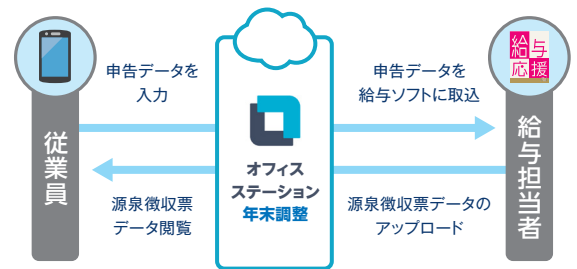 従業員
申告データを
入力
源泉徴収票
データ閲覧
オフィス
ステーション
年末調整
申告データを
給与ソフトに取込
源泉徴収票データの
アップロード
給与
応援
給与担当者